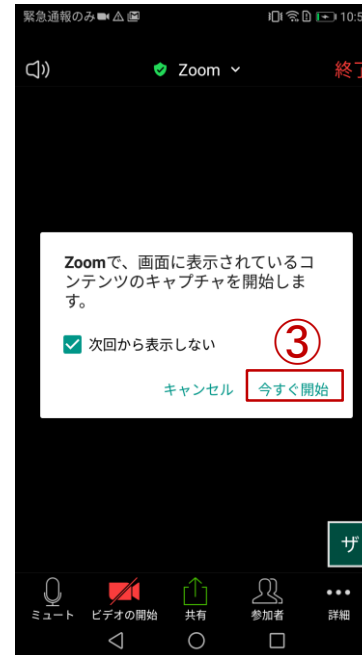 緊急通報のみ 10:5
Zoom 終了
Zoomで、画面に表示されているコ
ンテンツのキャプチャを開始しま
す。
次回から表示しない
③
キャンセル 今すぐ開始
ザ
ミュート ビデオの開始 共有 参加者 詳細